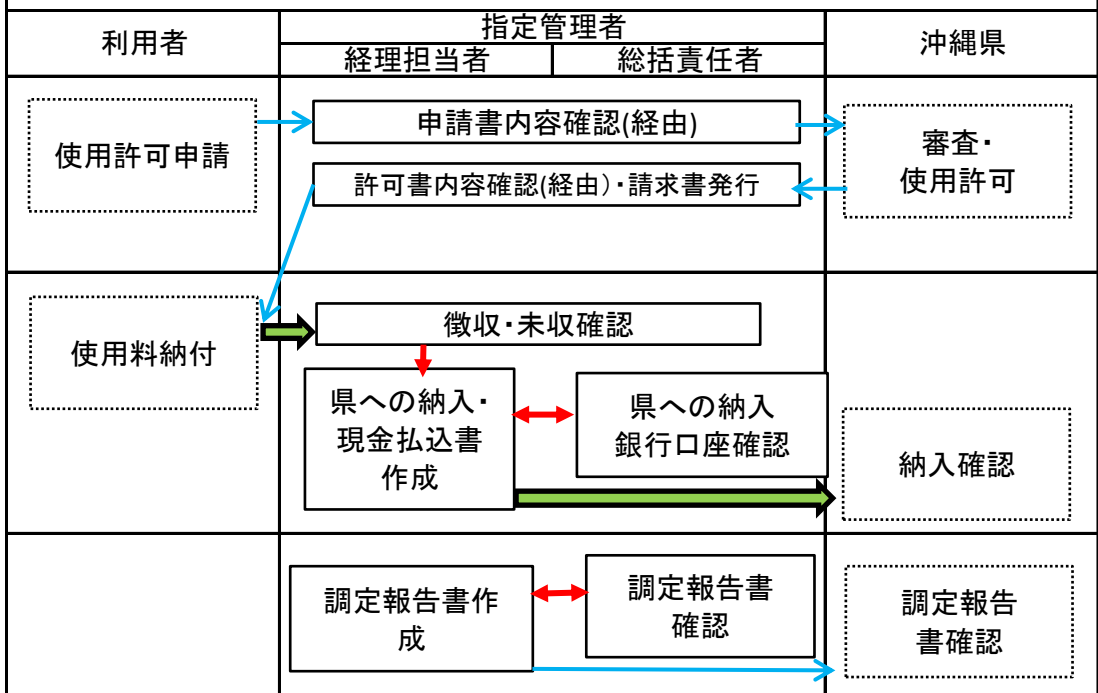 利用者
指定管理者
経理担当者
総括責任者
沖縄県
使用許可申請
申請書内容確認(経由)
許可書内容確認(経由)・請求書発行
審査・
使用許可
使用料納付
徴収・未収確認
県への納入・
現金払込書
作成
県への納入
銀行口座確認
納入確認
調定報告書作
成
調定報告書
確認
調定報告
書確認